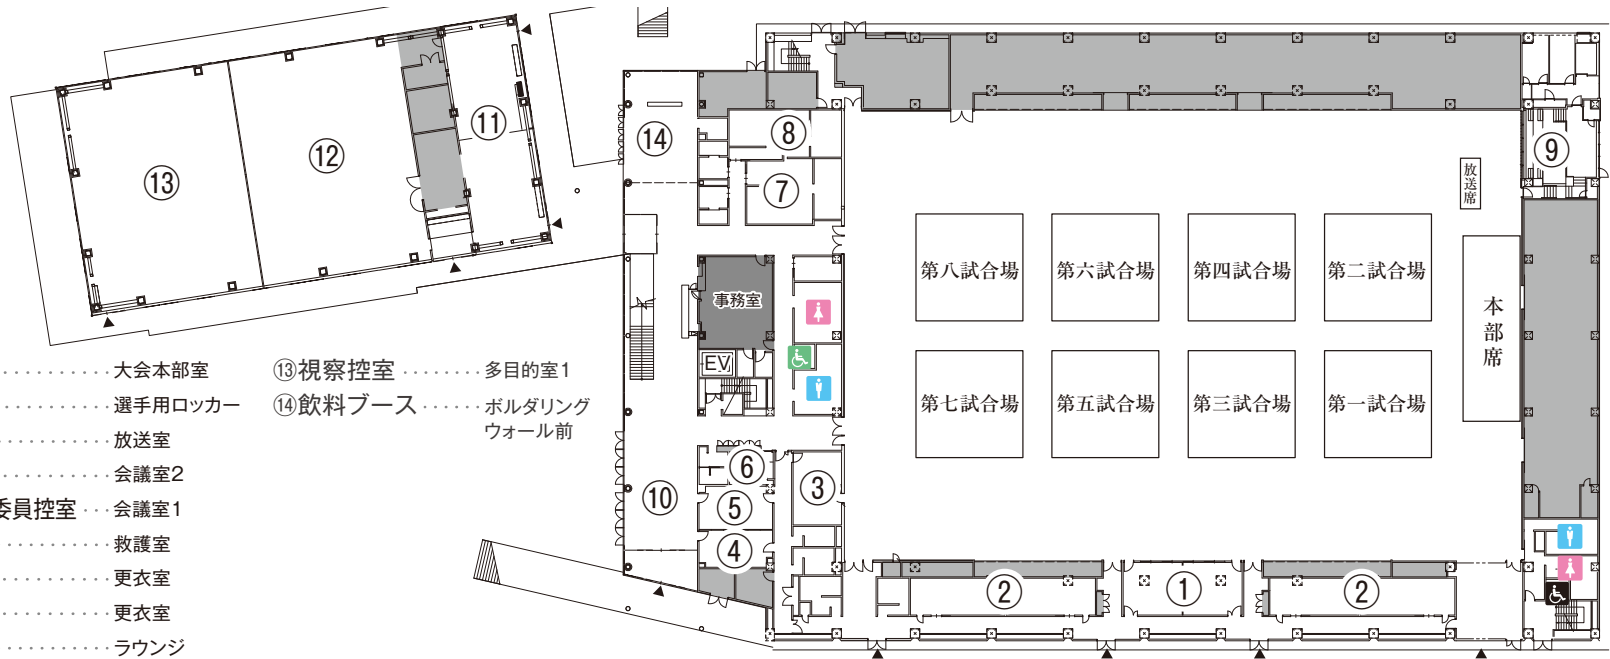 ⑪
⑫
⑬
⑭
⑧
⑦
⑨
放送席
第八試合場
第六試合場
第四試合場
第二試合場
本部席
事務室
EV
第七試合場
第五試合場
第三試合場
第一試合場
⑥
⑤
④
③
⑩
②
①
②
大会本部室
選手用ロッカー
放送室
会議室2
委員控室 会議室1
救護室
更衣室
更衣室
ラウンジ
⑬視察控室 多目的室1
⑭飲料ブース ボルダリング
ウォール前